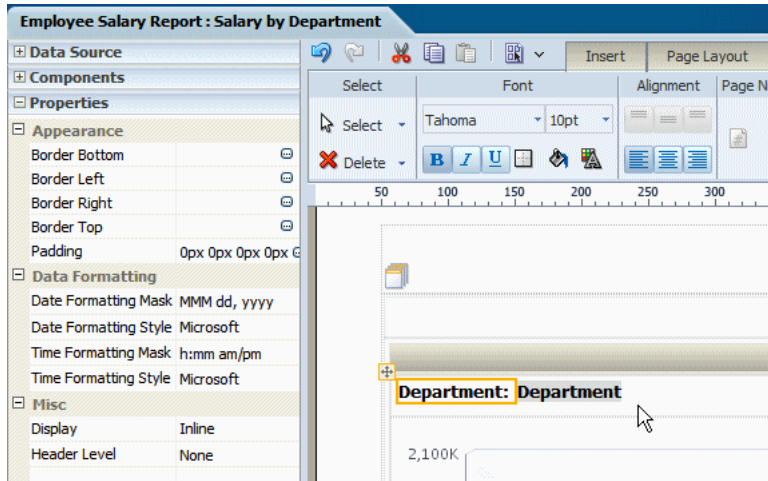 Employee Salary Report : Salary by Department
Data Source
Components
Properties
Appearance
Border Bottom
Border Left
Border Right
Border Top
Padding 0px 0px 0px 0px
Data Formatting
Date Formatting Mask MMM dd, yyyy
Date Formatting Style Microsoft
Time Formatting Mask h:mm am/pm
Time Formatting Style Microsoft
Misc
Display Inline
Header Level None
Insert Page Layout
Select Font Alignment Page N
Select Tahoma 10pt
Delete B I U A
50 100 150 200 250 300
Department: Department
2,100K